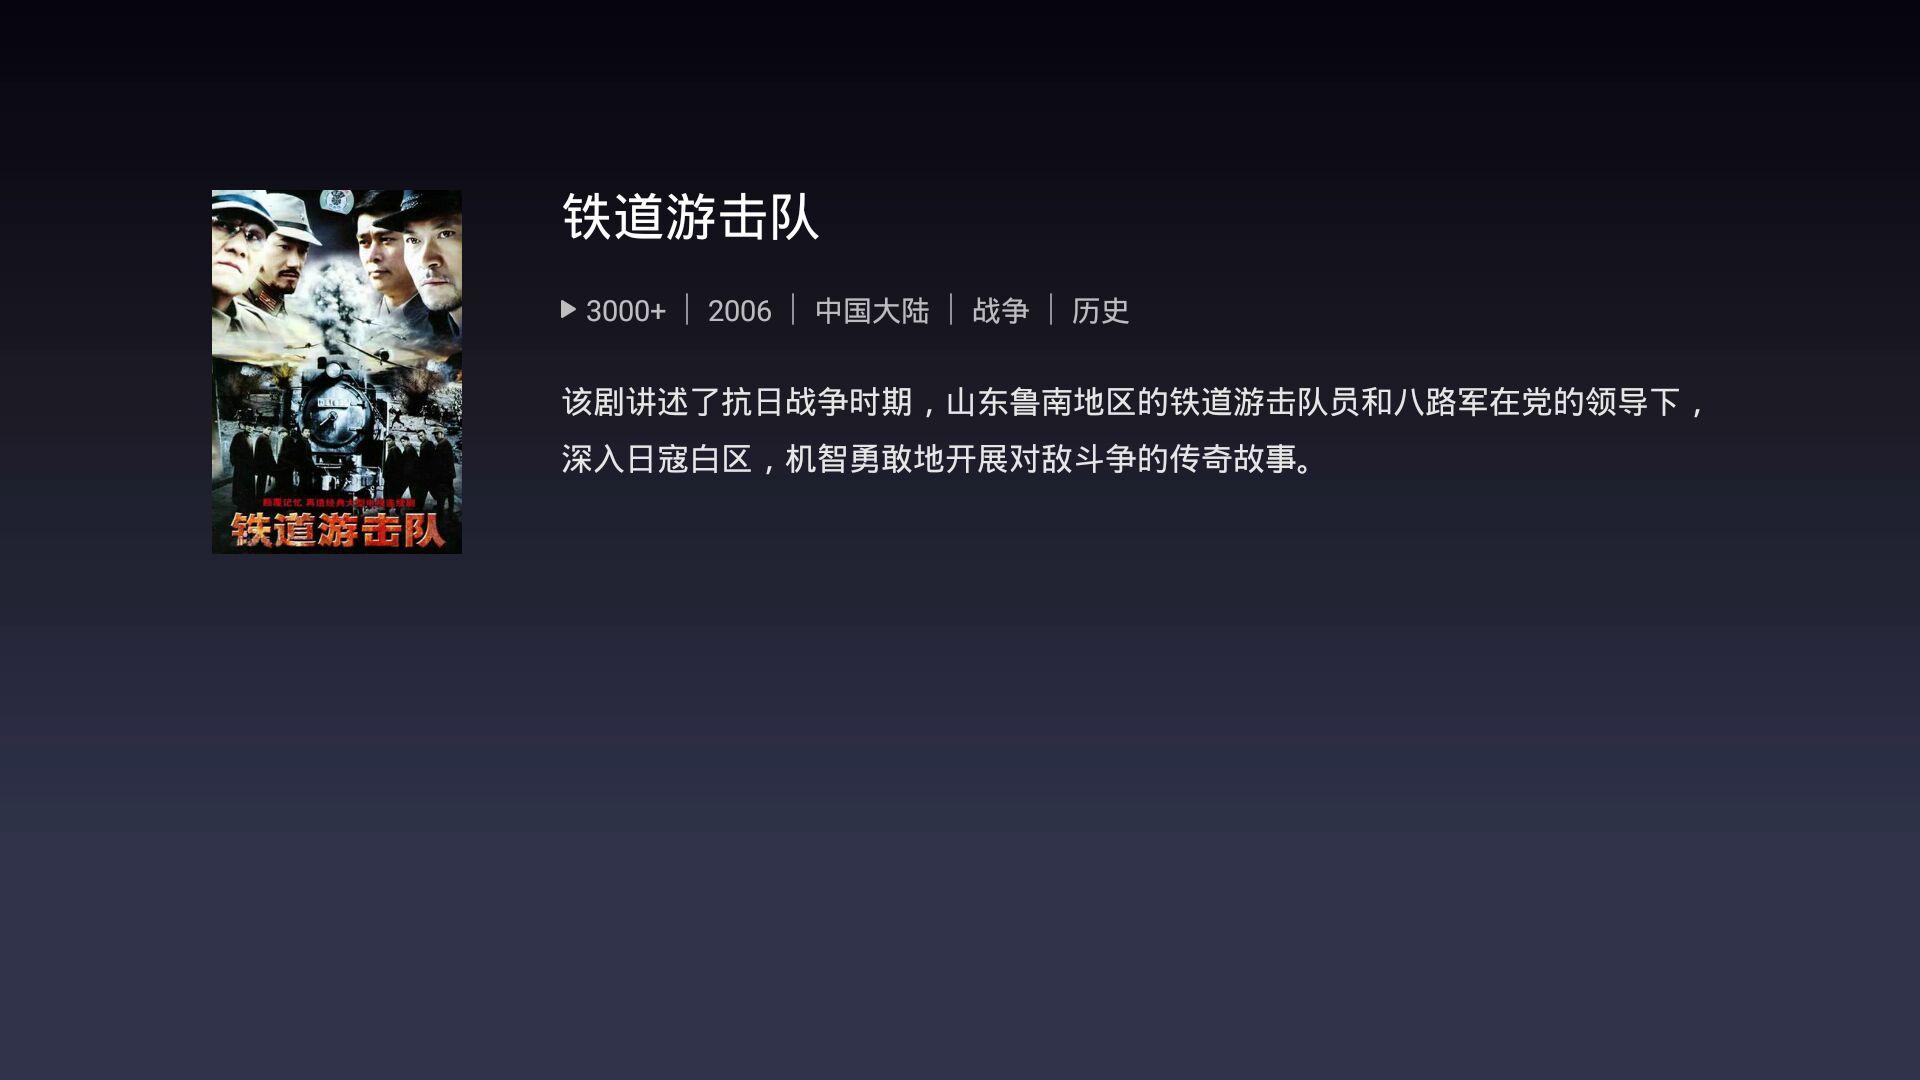 铁道游击队
3000+ 2006 中国大陆 战争 历史
该剧讲述了抗日战争时期，山东鲁南地区的铁道游击队员和八路军在党的领导下，
深入日寇白区，机智勇敢地开展对敌斗争的传奇故事。
铁道游击队